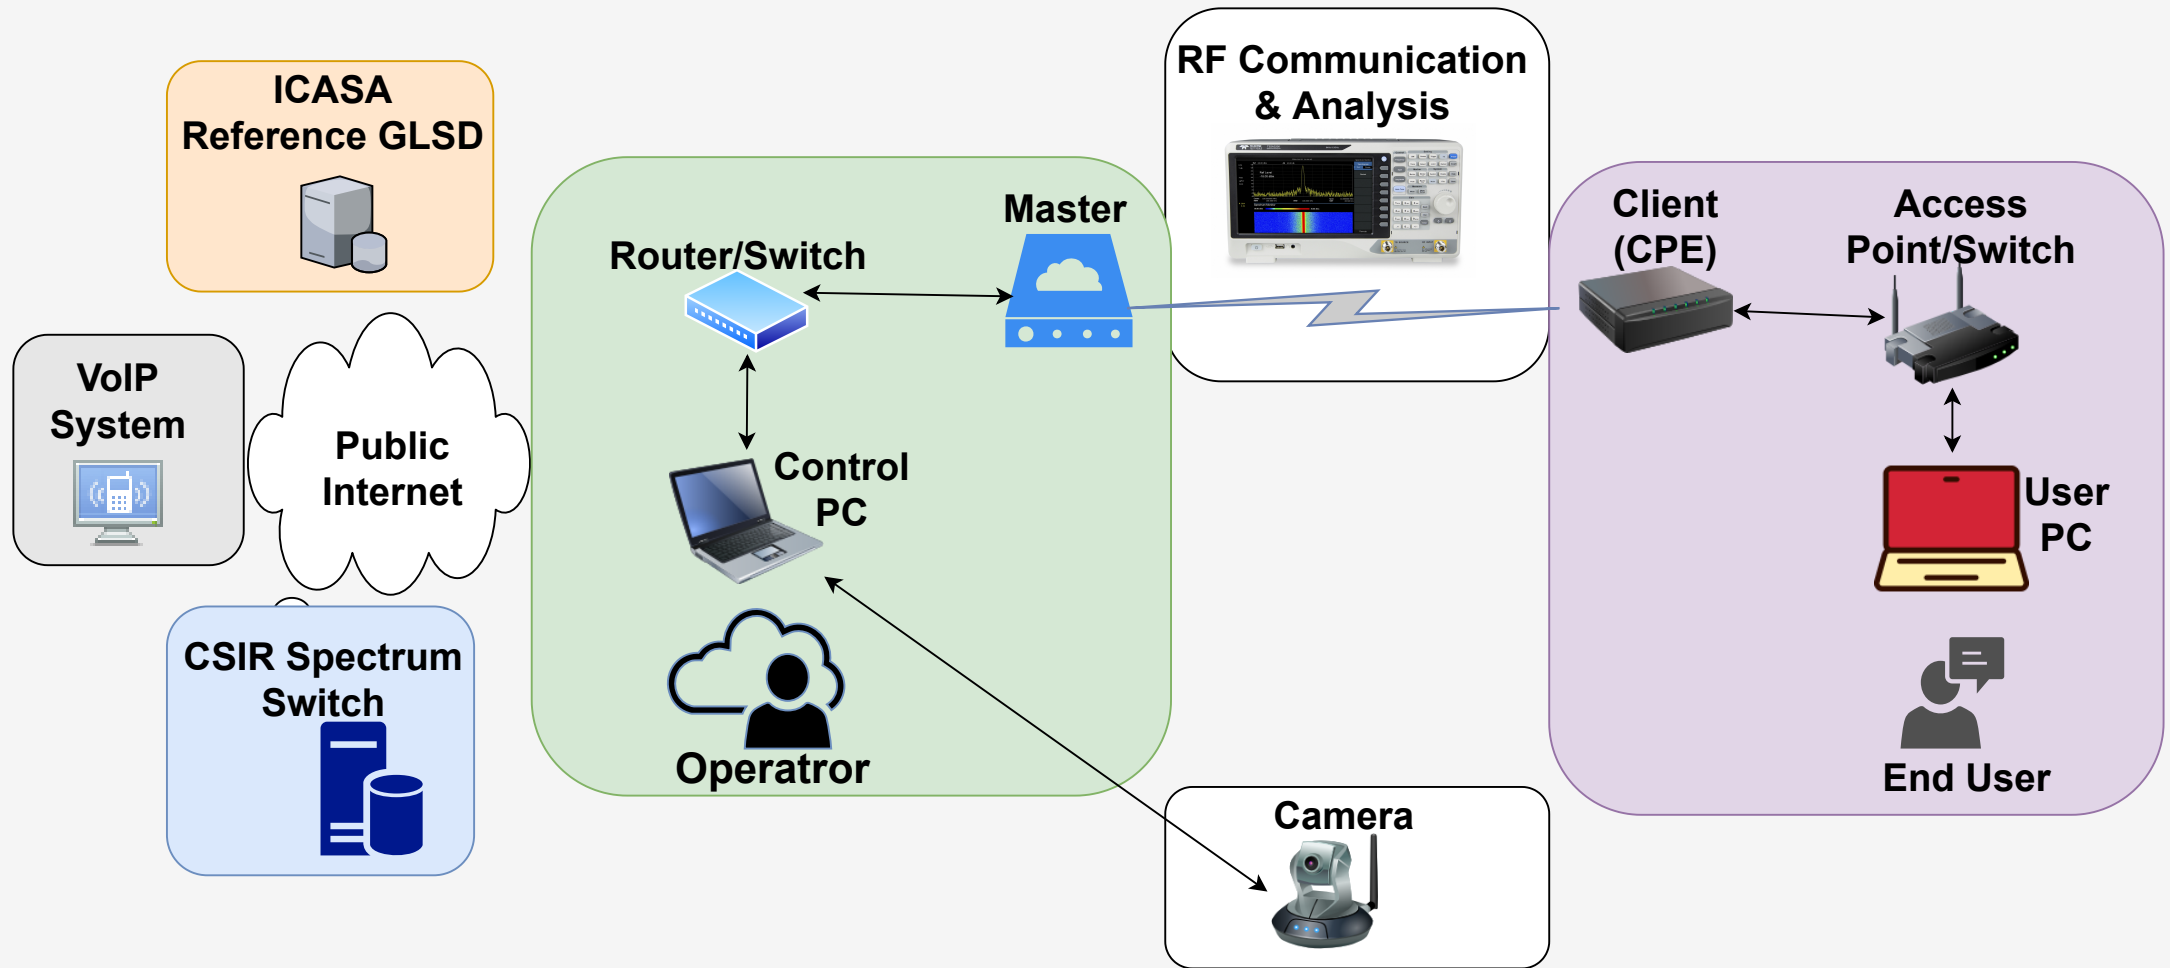 ICASA
Reference GLSD
VoIP
System
Public
Internet
CSIR Spectrum
Switch
Router/Switch
Master
Control
PC
Operatror
RF Communication
& Analysis
Camera
Client
(CPE)
Access
Point/Switch
User
PC
End User